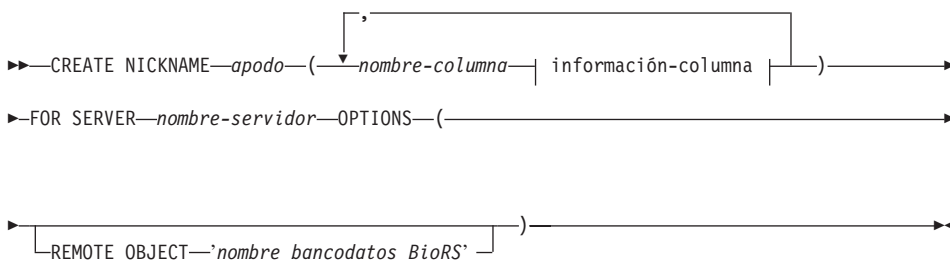 ,
CREATE NICKNAME apodo ( nombre-columna información-columna )
FOR SERVER nombre-servidor OPTIONS (
)
REMOTE OBJECT 'nombre bancodatos BioRS'